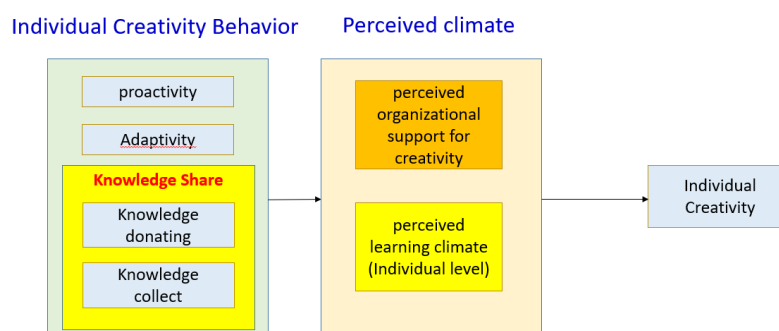 Individual Creativity Behavior
Perceived climate
proactivity
Adaptivity
Knowledge Share
Knowledge
donating
Knowledge
collect
perceived
organizational
support for
creativity
perceived
learning climate
(Individual level)
Individual
Creativity